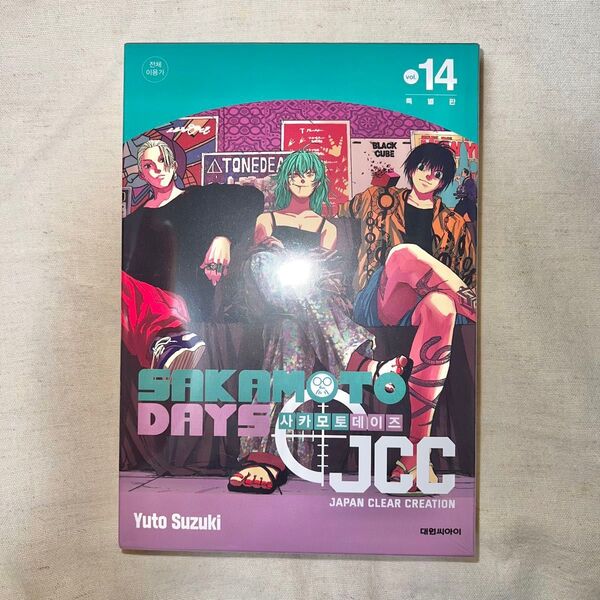 전체
이용가
vol. 14
특별판
TONEDEA
BLACK
CUBE
SAKAMOTO
DAYS
사카모토데이즈
JCC
JAPAN CLEAR CREATION
Yuto Suzuki
대원씨아이